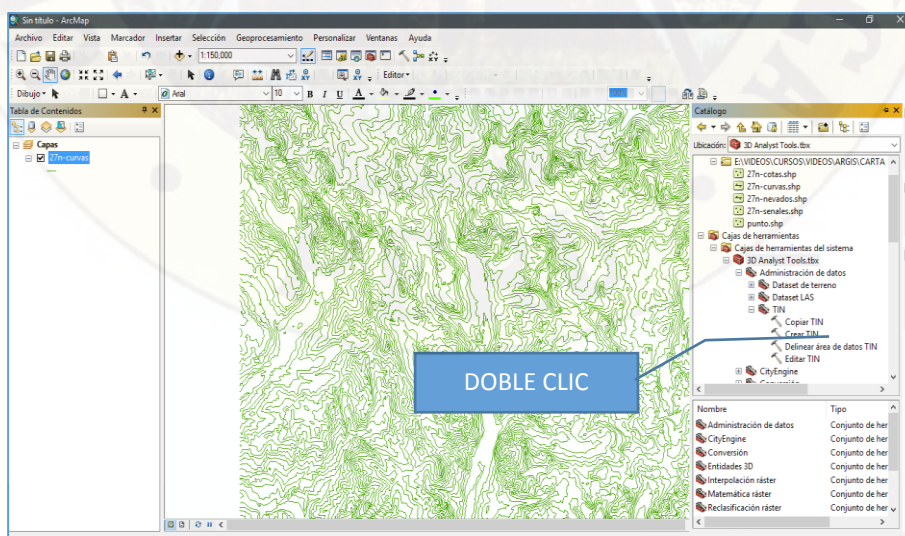 Sin título - ArcMap
Archivo Editar Vista Marcador Insertar Selección Geoprocesamiento Personalizar Ventanas Ayuda
1:150,000
Editor
Dibujo A Arial 10 B I U A
Tabla de Contenidos
Capas
27n-curvas
DOBLE CLIC
Catálogo
Ubicación: 3D Analyst Tools.tbx
E:\VIDEOS\CURSOS\VIDEOS\ARGIS\CARTA
27n-cotas.shp
27n-curvas.shp
27n-nevados.shp
27n-senales.shp
punto.shp
Cajas de herramientas
Cajas de herramientas del sistema
3D Analyst Tools.tbx
Administración de datos
Dataset de terreno
Dataset LAS
TIN
Copiar TIN
Crear TIN
Delinear área de datos TIN
Editar TIN
CityEngine
Conversión
Nombre Tipo
Administración de datos Conjunto de her
CityEngine Conjunto de her
Conversión Conjunto de her
Entidades 3D Conjunto de her
Interpolación ráster Conjunto de her
Matemática ráster Conjunto de her
Reclasificación ráster Conjunto de her